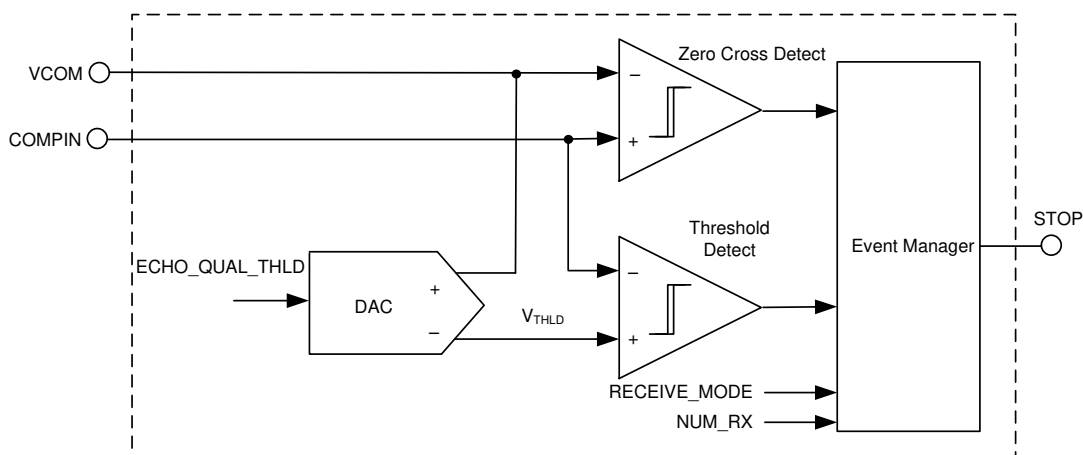 Zero Cross Detect
VCOM
−
COMPIN
+
STOP
Threshold
Detect
Event Manager
ECHO_QUAL_THLD
−
+
DAC
VTHLD
−
+
RECEIVE_MODE
NUM_RX